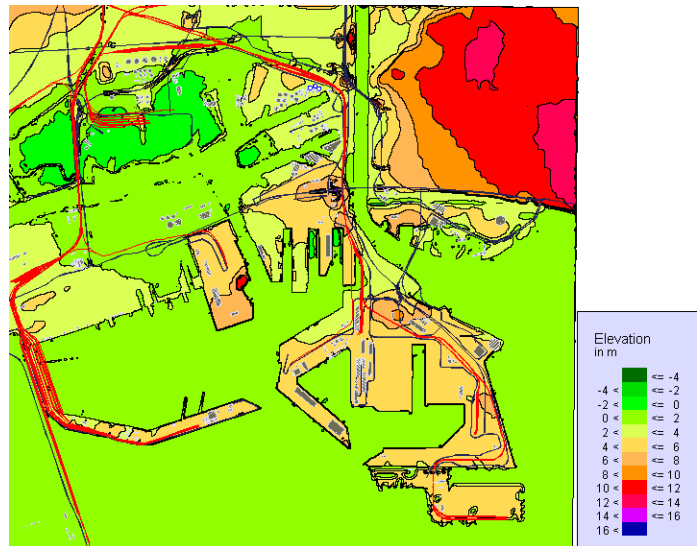 Elevation
in m
<= -4
-4 < <= -2
-2 < <= 0
0 < <= 2
2 < <= 4
4 < <= 6
6 < <= 8
8 < <= 10
10 < <= 12
12 < <= 14
14 < <= 16
16 <